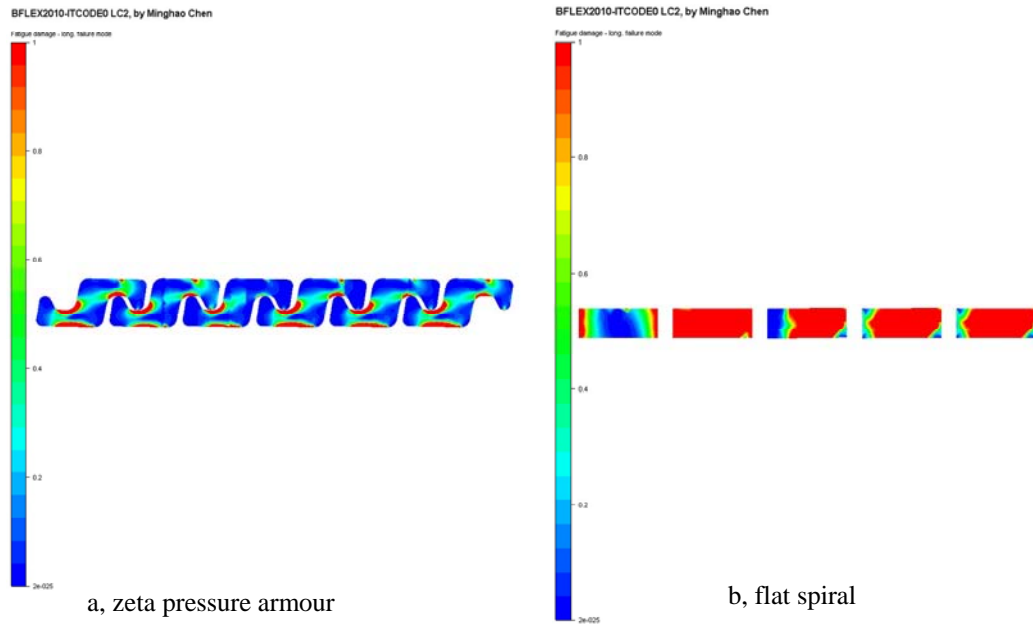 BFLEX2010-ITCODE0 LC2, by Minghao Chen
Fatigue damage - long. failure mode
1
0.8
0.6
0.4
0.2
2e-025
a, zeta pressure armour
BFLEX2010-ITCODE0 LC2, by Minghao Chen
Fatigue damage - long. failure mode
1
0.8
0.6
0.4
0.2
2e-025
b, flat spiral